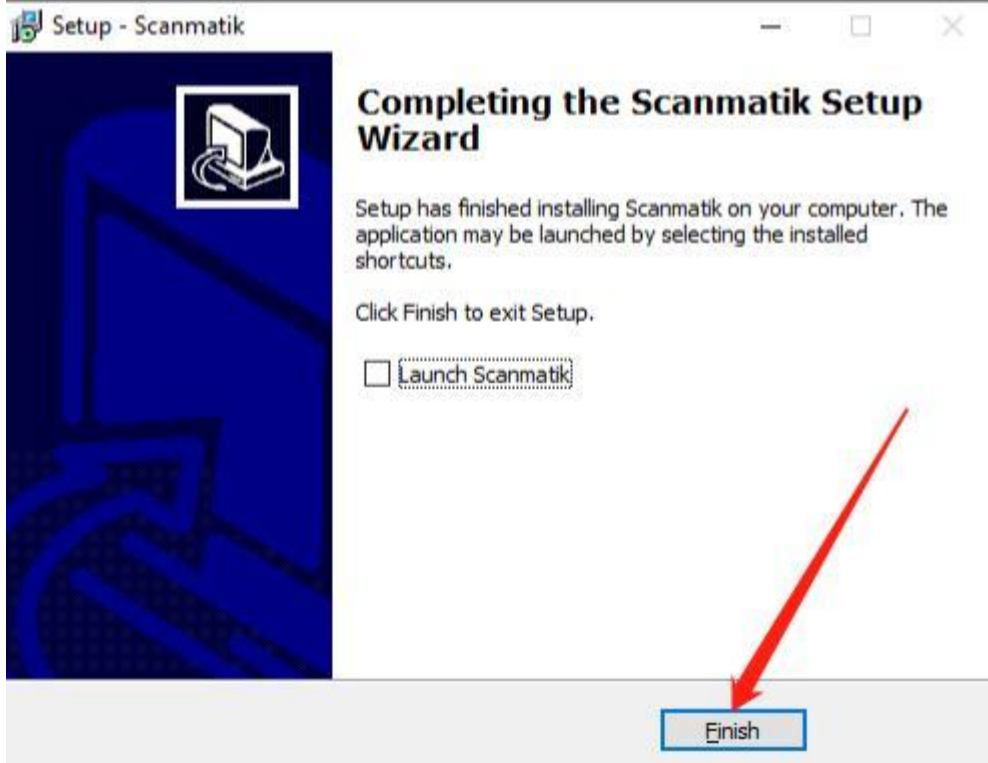 Setup - Scanmatik
Completing the Scanmatik Setup
Wizard
Setup has finished installing Scanmatik on your computer. The
application may be launched by selecting the installed
shortcuts.
Click Finish to exit Setup.
Launch Scanmatik
Finish